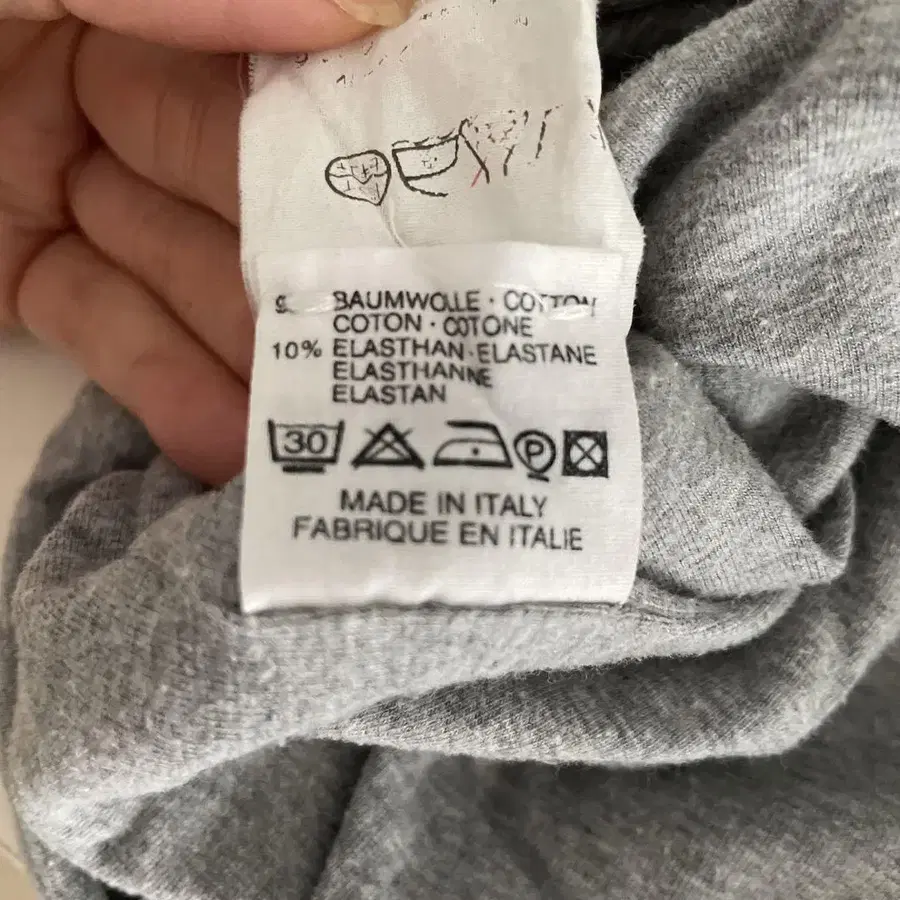 BAUMWOLLE · COTTON
COTON · COTONE
10% ELASTHAN · ELASTANE
ELASTHANNE
ELASTAN
30
P
MADE IN ITALY
FABRIQUE EN ITALIE